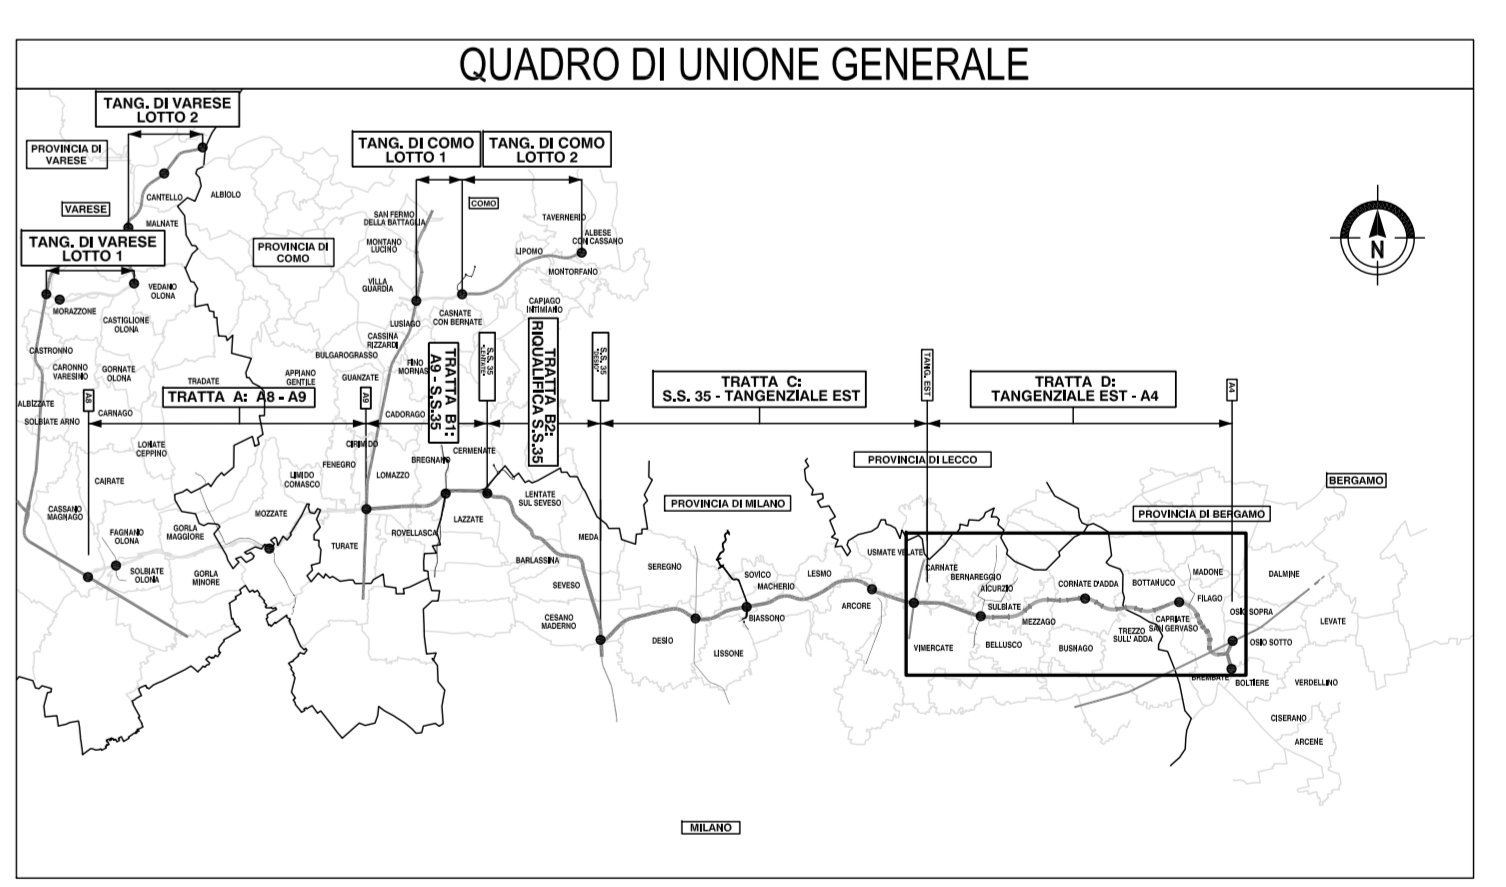 QUADRO DI UNIONE GENERALE
TANG. DI VARESE
LOTTO 2
PROVINCIA DI
VARESE
CANTELLO
ALBIOLO
VARESE
MALNATE
TANG. DI VARESE
LOTTO 1
PROVINCIA DI
COMO
VEDANO
OLONA
MORAZZONE
CASTIGLIONE
OLONA
TANG. DI COMO
LOTTO 1
TANG. DI COMO
LOTTO 2
SAN FERMO
DELLA BATTAGLIA
COMO
TAVERNERIO
ALBESE
CON CASSANO
MONTANO
LUCINO
LIPOMO
MONTORFANO
VILLA
GUARDIA
CAPIAGO
INTIMIANO
LUSIAGO
CASNATE
CON BERNATE
CASSINA
RIZZARDI
BULGAROGRASSO
FINO
MORNAS
CASTRONNO
CARONNO
VARESINO
GORNATE
OLONA
TRADATE
APPIANO
GENTILE
GUANZATE
ALBIZZATE
A8
CARNAGO
TRATTA A: A8 - A9
A9
CADORAGO
TRATTA B1:
A9 - S.S.35
S.S. 35
TRATTA B2:
RIQUALIFICA S.S.35
S.S. 35
TRATTA C:
S.S. 35 - TANGENZIALE EST
TANG. EST
TRATTA D:
TANGENZIALE EST - A4
A4
N
SOLBIATE ARNO
LONATE
CEPPINO
CIRIMIDO
FENEGRO
LOMAZZO
BREGNANO
CERMENATE
CAIRATE
LIMIDO
COMASCO
CASSANO
MAGNAGO
MOZZATE
FAGNANO
OLONA
GORLA
MAGGIORE
TURATE
ROVELLASCA
LAZZATE
LENTATE
SUL SEVESO
MEDA
SOLBIATE
OLONA
GORLA
MINORE
BARLASSINA
SEVESO
CESANO
MADERNO
PROVINCIA DI MILANO
PROVINCIA DI LECCO
PROVINCIA DI BERGAMO
BERGAMO
SEREGNO
SOVICO
MACHERIO
LESMO
BIASSONO
DESIO
LISSONE
ARCORE
USMATE VELATE
CARNATE
BERNAREGGIO
AICURZIO
SULBIATE
MEZZAGO
CORNATE D'ADDA
BOTTANUCO
MADONE
FILAGO
DALMINE
OSIO SOPRA
CAPRIATE
SAN GERVASO
TREZZO
SULL' ADDA
LEVATE
VIMERCATE
BELLUSCO
BUSNAGO
OSIO SOTTO
BREMBATE
BOLTIERE
VERDELLINO
CISERANO
ARCENE
MILANO